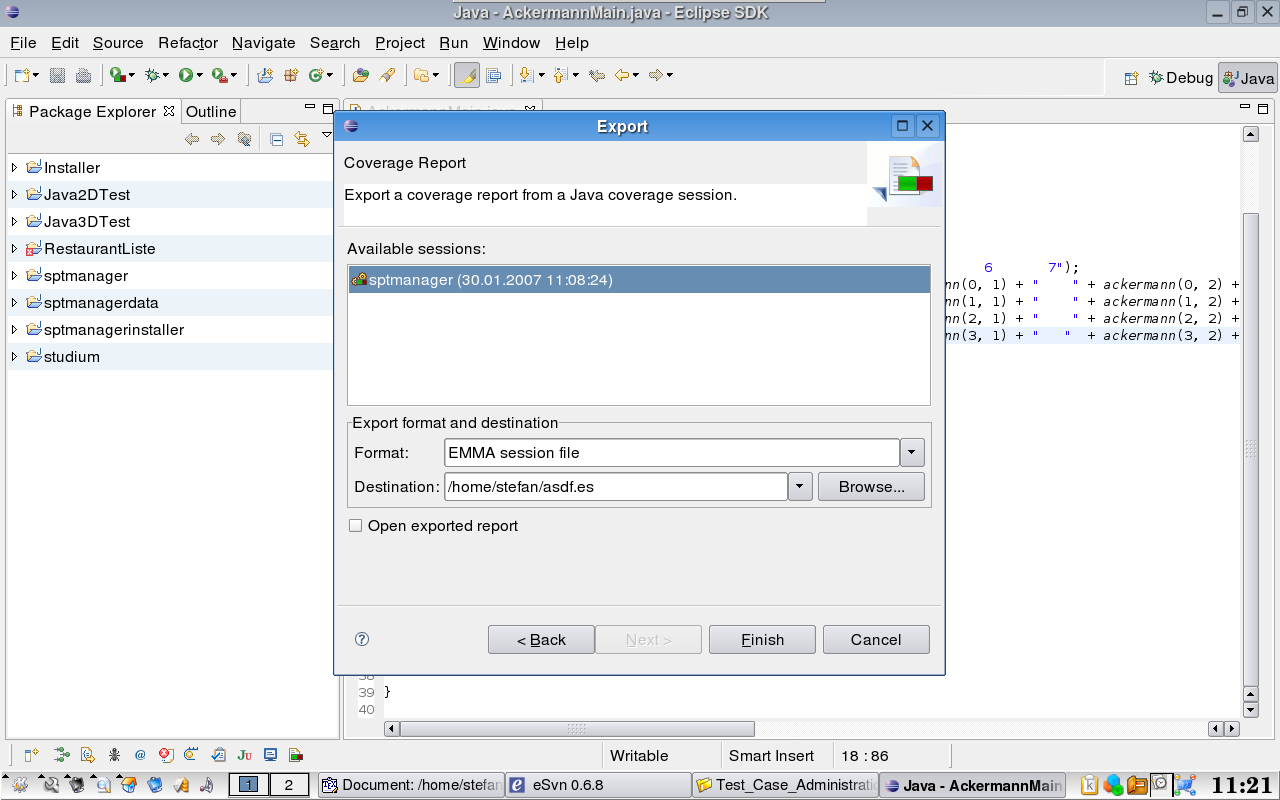 Java - AckermannMain.java - Eclipse SDK
File Edit Source Refactor Navigate Search Project Run Window Help
Debug Java
Package Explorer Outline
AckermannMain.java
Installer
Java2DTest
Java3DTest
RestaurantListe
sptmanager
sptmanagerdata
sptmanagerinstaller
studium
Export
Coverage Report
Export a coverage report from a Java coverage session.
Available sessions:
sptmanager (30.01.2007 11:08:24)
Export format and destination
Format: EMMA session file
Destination: /home/stefan/asdf.es Browse...
Open exported report
< Back Next > Finish Cancel
6 7");
nn(0, 1) + " " + ackermann(0, 2) +
nn(1, 1) + " " + ackermann(1, 2) +
nn(2, 1) + " " + ackermann(2, 2) +
nn(3, 1) + " " + ackermann(3, 2) +
38
39 }
40
Ju Writable Smart Insert 18 : 86
1 2 Document: /home/stefan eSvn 0.6.8 Test_Case_Administrati Java - AckermannMain 11:21